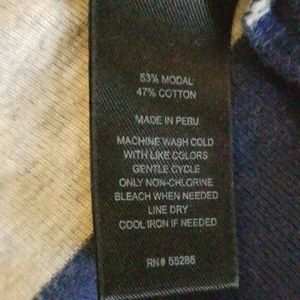 53% MODAL
47% COTTON
MADE IN PERU
MACHINE WASH COLD
WITH LIKE COLORS
GENTLE CYCLE
ONLY NON-CHLORINE
BLEACH WHEN NEEDED
LINE DRY
COOL IRON IF NEEDED
RN# 55285